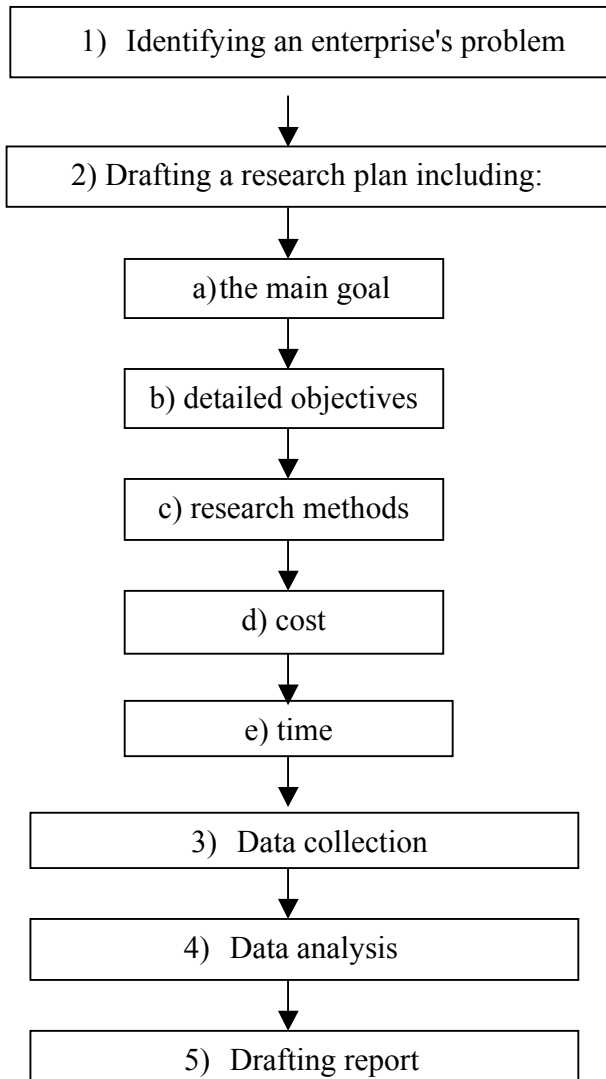 1) Identifying an enterprise's problem
2) Drafting a research plan including:
a) the main goal
b) detailed objectives
c) research methods
d) cost
e) time
3) Data collection
4) Data analysis
5) Drafting report